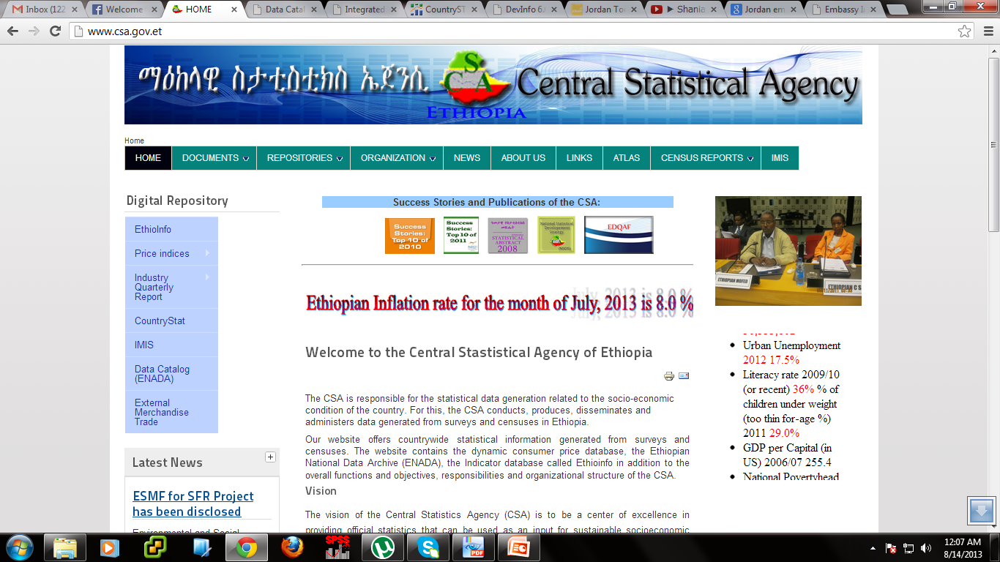 Inbox (122
Welcome
HOME
Data Catal
Integrated
CountryST
DevInfo 6.
Jordan To
Shania
Jordan em
Embassy I
www.csa.gov.et
ማዕከላዊ ስታቲስቲክስ ኤጀንሲ
SCA
Central Statistical Agency
ETHIOPIA
Home
HOME
DOCUMENTS
REPOSITORIES
ORGANIZATION
NEWS
ABOUT US
LINKS
ATLAS
CENSUS REPORTS
IMIS
Digital Repository
EthioInfo
Price indices
Industry
Quarterly
Report
CountryStat
IMIS
Data Catalog
(ENADA)
External
Merchandise
Trade
Latest News
ESMF for SFR Project
has been disclosed
Environmental and Social
Success Stories and Publications of the CSA:
Success
Stories:
Top 10 of
2010
Success
Stories:
Top 10 of
2011
STATISTICAL
ABSTRACT
2008
National Statistical
Development
Strategy
(NSDS)
EDQAF
Ethiopian Inflation rate for the month of July, 2013 is 8.0 %
Welcome to the Central Stastistical Agency of Ethiopia
The CSA is responsible for the statistical data generation related to the socio-economic
condition of the country. For this, the CSA conducts, produces, disseminates and
administers data generated from surveys and censuses in Ethiopia.
Our website offers countrywide statistical information generated from surveys and
censuses. The website contains the dynamic consumer price database, the Ethiopian
National Data Archive (ENADA), the Indicator database called Ethioinfo in addition to the
overall functions and objectives, responsibilities and organizational structure of the CSA.
Vision
The vision of the Central Statistics Agency (CSA) is to be a center of excellence in
providing official statistics that can be used as an input for sustainable socioeconomic
ETHIOPIAN MOFED
ETHIOPIAN C S
Urban Unemployment
2012 17.5%
Literacy rate 2009/10
(or recent) 36% % of
children under weight
(too thin for-age %)
2011 29.0%
GDP per Capital (in
US) 2006/07 255.4
National Povertyhead
SPSS
PDF
12:07 AM
8/14/2013